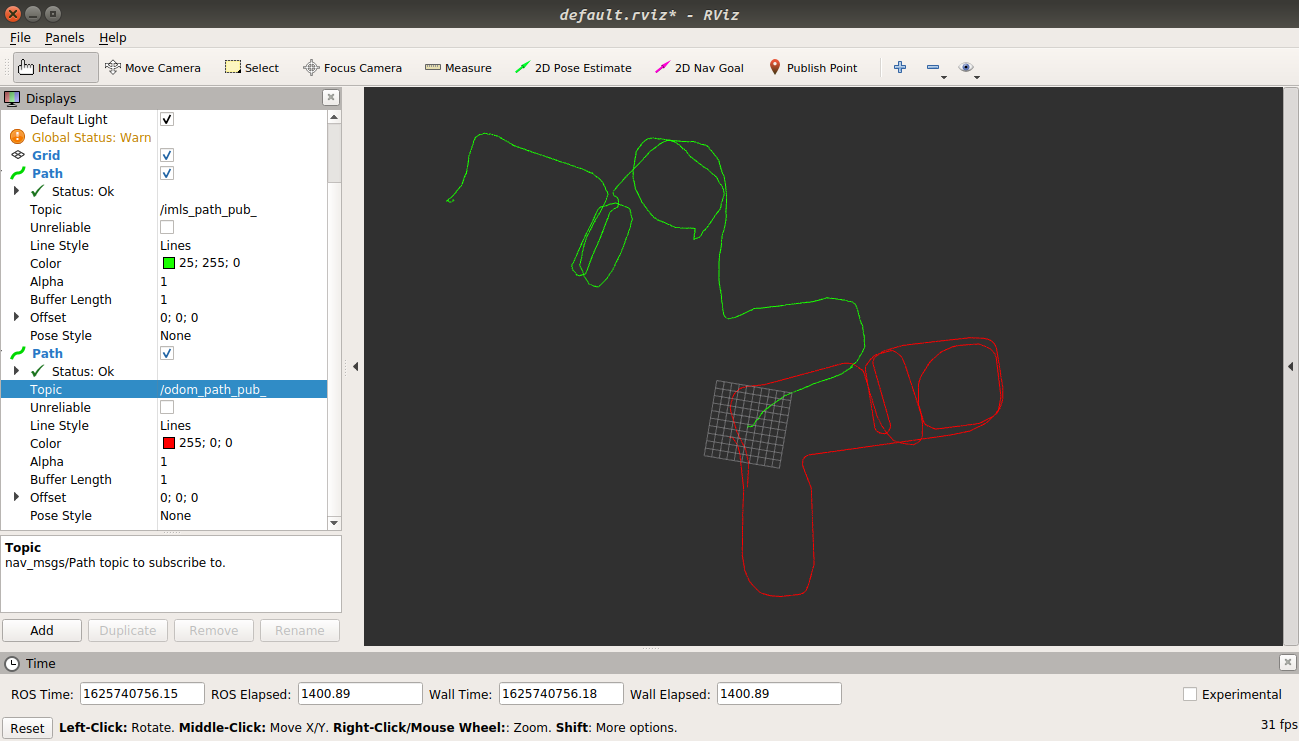 default.rviz* - RViz
File Panels Help
Interact Move Camera Select Focus Camera Measure 2D Pose Estimate 2D Nav Goal Publish Point
Displays
Default Light
Global Status: Warn
Grid
Path
Status: Ok
Topic /imls_path_pub_
Unreliable
Line Style Lines
Color 25; 255; 0
Alpha 1
Buffer Length 1
Offset 0; 0; 0
Pose Style None
Path
Status: Ok
Topic /odom_path_pub_
Unreliable
Line Style Lines
Color 255; 0; 0
Alpha 1
Buffer Length 1
Offset 0; 0; 0
Pose Style None
Topic
nav_msgs/Path topic to subscribe to.
Add Duplicate Remove Rename
Time
ROS Time: 1625740756.15 ROS Elapsed: 1400.89 Wall Time: 1625740756.18 Wall Elapsed: 1400.89 Experimental
Reset Left-Click: Rotate. Middle-Click: Move X/Y. Right-Click/Mouse Wheel:: Zoom. Shift: More options. 31 fps